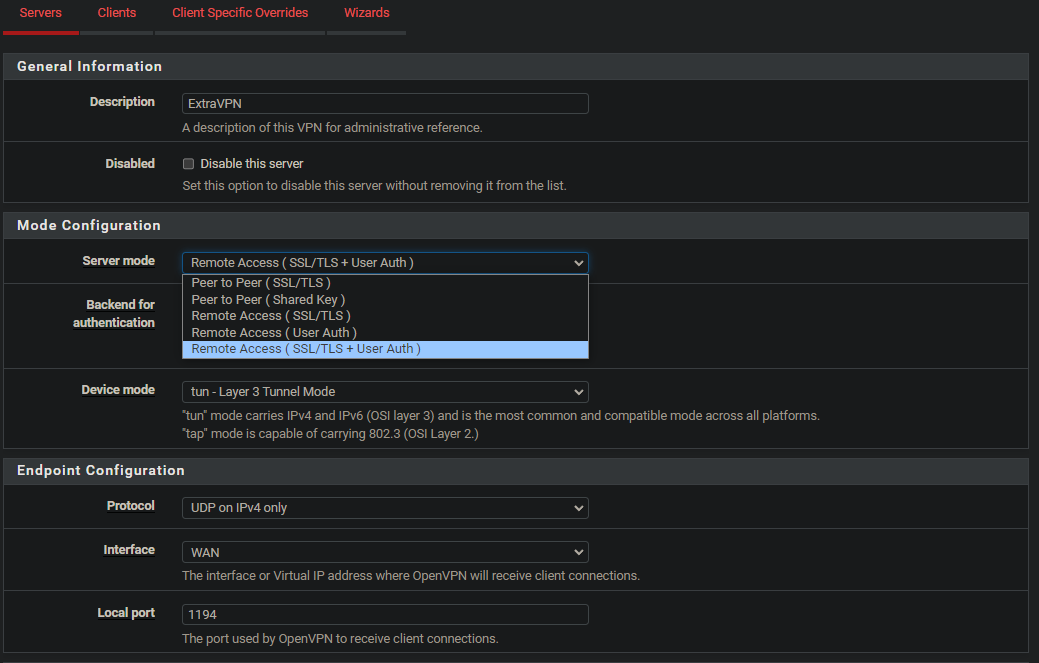 Servers Clients Client Specific Overrides Wizards
General Information
Description ExtraVPN
A description of this VPN for administrative reference.
Disabled Disable this server
Set this option to disable this server without removing it from the list.
Mode Configuration
Server mode Remote Access ( SSL/TLS + User Auth )
Peer to Peer ( SSL/TLS )
Peer to Peer ( Shared Key )
Remote Access ( SSL/TLS )
Remote Access ( User Auth )
Remote Access ( SSL/TLS + User Auth )
Backend for
authentication
Device mode tun - Layer 3 Tunnel Mode
"tun" mode carries IPv4 and IPv6 (OSI layer 3) and is the most common and compatible mode across all platforms.
"tap" mode is capable of carrying 802.3 (OSI Layer 2.)
Endpoint Configuration
Protocol UDP on IPv4 only
Interface WAN
The interface or Virtual IP address where OpenVPN will receive client connections.
Local port 1194
The port used by OpenVPN to receive client connections.